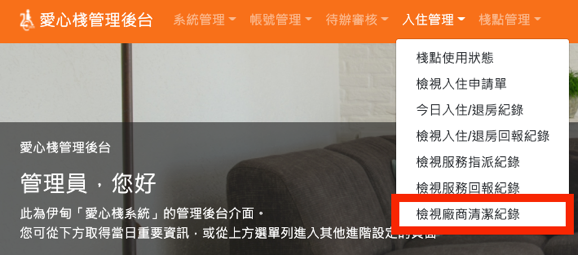 愛心棧管理後台 系統管理 帳號管理 待辦審核 入住管理 棧點管理
棧點使用狀態
檢視入住申請單
今日入住/退房紀錄
檢視入住/退房回報紀錄
檢視服務指派紀錄
檢視服務回報紀錄
檢視廠商清潔紀錄
愛心棧管理後台
管理員，您好
此為伊甸「愛心棧系統」的管理後台介面。
您可從下方取得當日重要資訊，或從上方選單列進入其他進階設定的頁面。